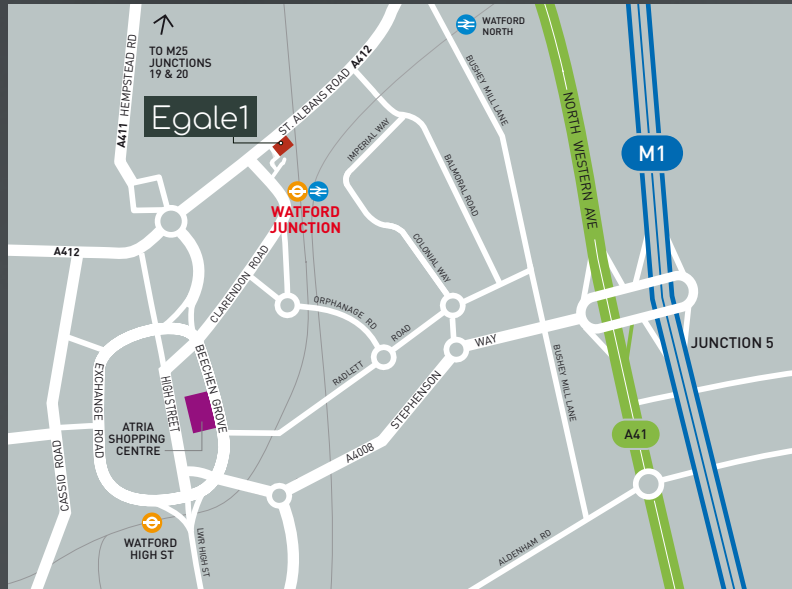 A411 HEMPSTEAD RD
TO M25
JUNCTIONS
19 & 20
ST. ALBANS ROAD
A412
WATFORD
NORTH
BUSHEY MILL LANE
NORTH WESTERN AVE
M1
Egale1
IMPERIAL WAY
BALMORAL ROAD
WATFORD
JUNCTION
A412
CLARENDON ROAD
COLONIAL WAY
ORPHANAGE RD
RADLETT ROAD
STEPHENSON WAY
JUNCTION 5
BUSHEY MILL LANE
EXCHANGE ROAD
HIGH STREET
BEECHEN GROVE
ATRIA
SHOPPING
CENTRE
A41
CASSIO ROAD
A4008
WATFORD
HIGH ST
LWR HIGH ST
ALDENHAM RD